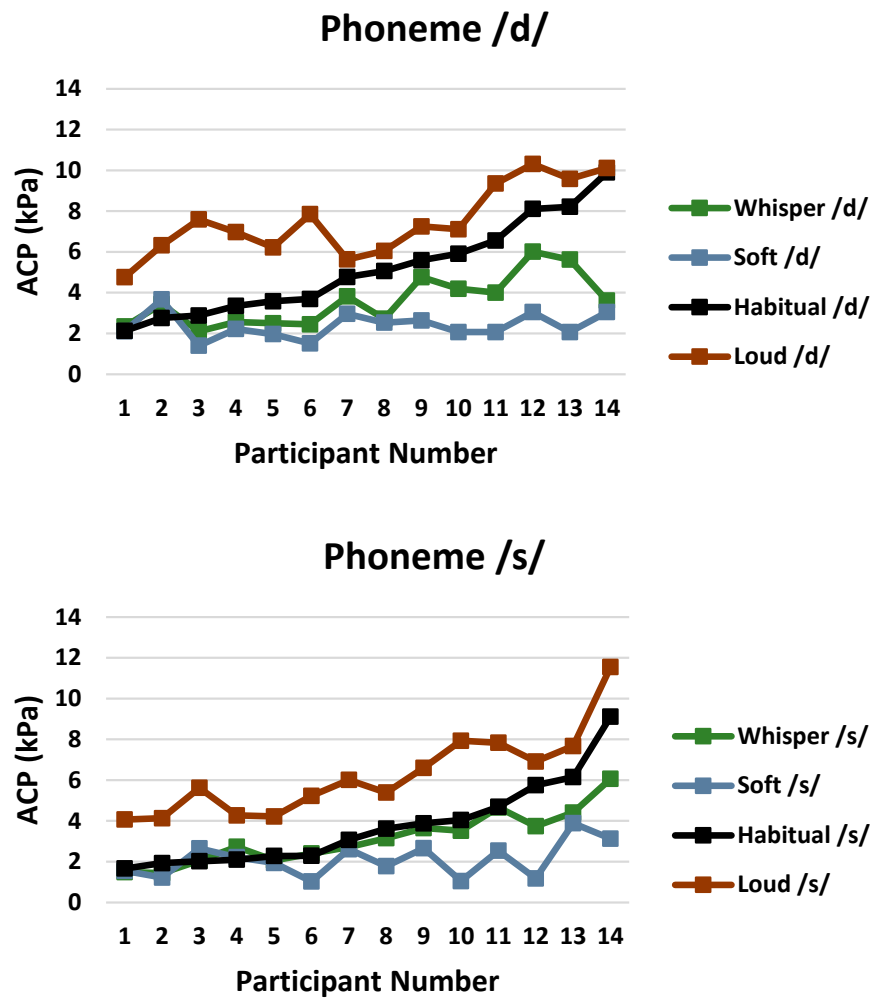 Phoneme /d/
14
12
10
8
6
4
2
0
ACP (kPa)
1 2 3 4 5 6 7 8 9 10 11 12 13 14
Participant Number
Whisper /d/
Soft /d/
Habitual /d/
Loud /d/
Phoneme /s/
14
12
10
8
6
4
2
0
ACP (kPa)
1 2 3 4 5 6 7 8 9 10 11 12 13 14
Participant Number
Whisper /s/
Soft /s/
Habitual /s/
Loud /s/